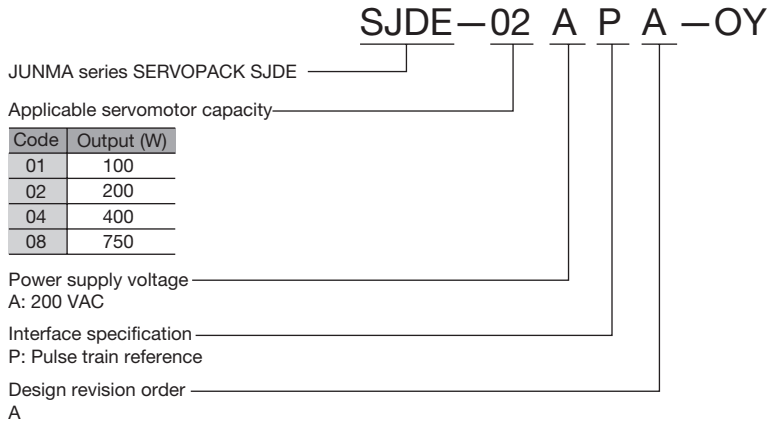 SJDE－02 A P A －OY
JUNMA series SERVOPACK SJDE
Applicable servomotor capacity
Code Output (W)
01 100
02 200
04 400
08 750
Power supply voltage
A: 200 VAC
Interface specification
P: Pulse train reference
Design revision order
A